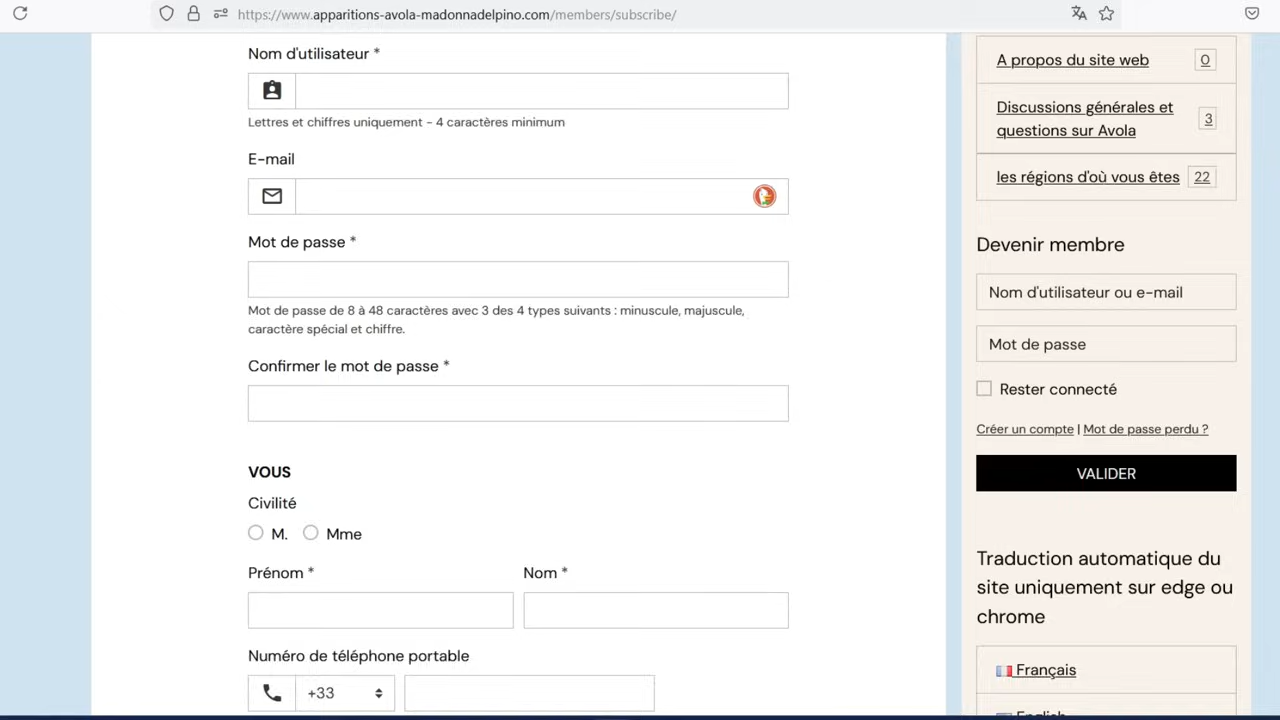 https://www.apparitions-avola-madonnadelpino.com/members/subscribe/
Nom d'utilisateur *
Lettres et chiffres uniquement - 4 caractères minimum
E-mail
Mot de passe *
Mot de passe de 8 à 48 caractères avec 3 des 4 types suivants : minuscule, majuscule,
caractère spécial et chiffre.
Confirmer le mot de passe *
VOUS
Civilité
M. Mme
Prénom * Nom *
Numéro de téléphone portable
+33
A propos du site web 0
Discussions générales et
questions sur Avola 3
les régions d'où vous êtes 22
Devenir membre
Nom d'utilisateur ou e-mail
Mot de passe
Rester connecté
Créer un compte | Mot de passe perdu ?
VALIDER
Traduction automatique du
site uniquement sur edge ou
chrome
Français
English